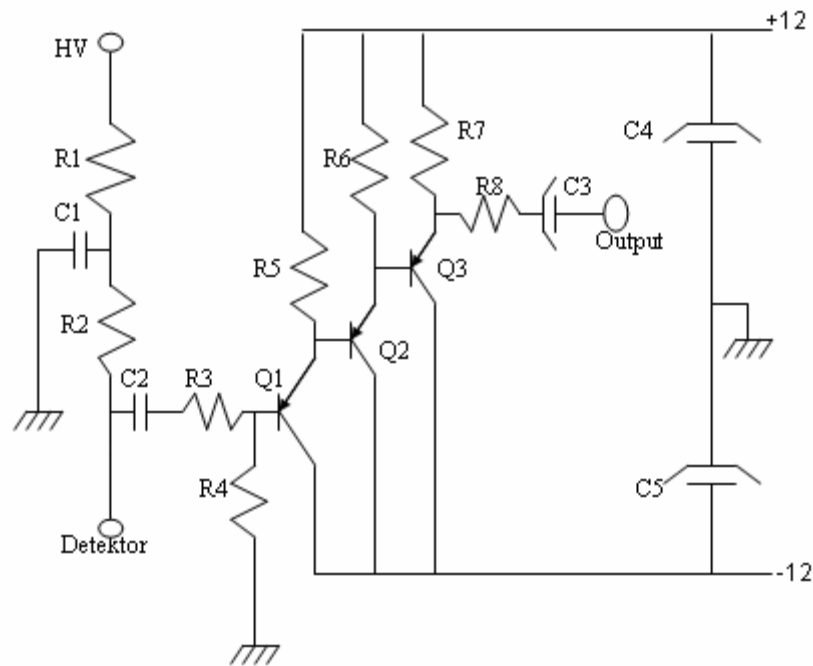 +12
HV
R1
C1
R2
C2
R3
Q1
R4
Detektor
R5
R6
R7
Q2
Q3
R8
C3
Output
C4
C5
-12